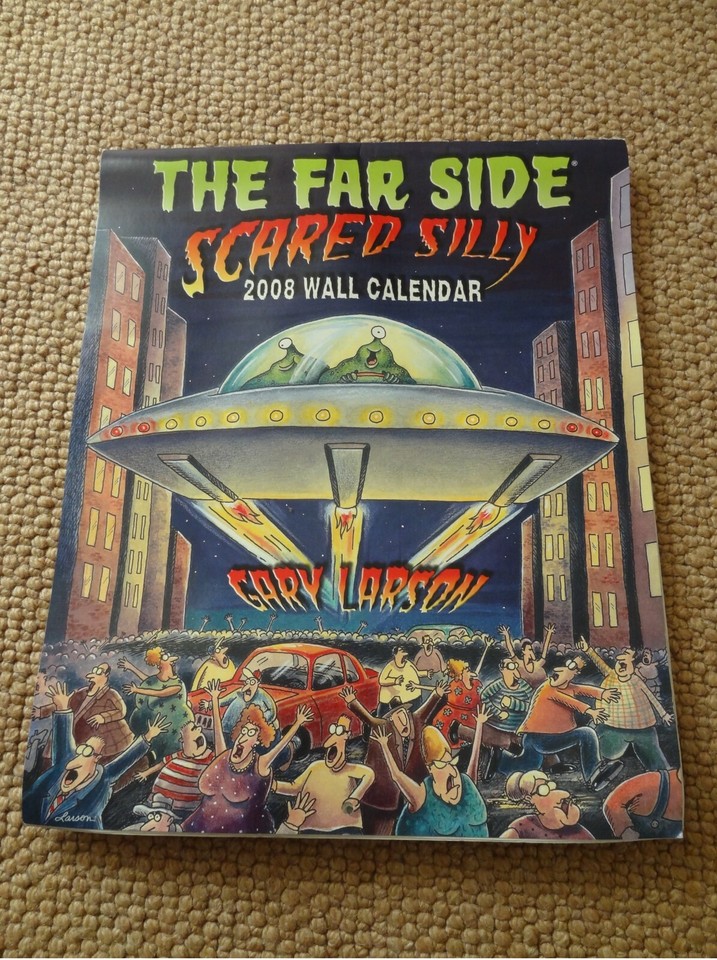 THE FAR SIDE®
SCARED SILLY
2008 WALL CALENDAR
GARY LARSON
Larson